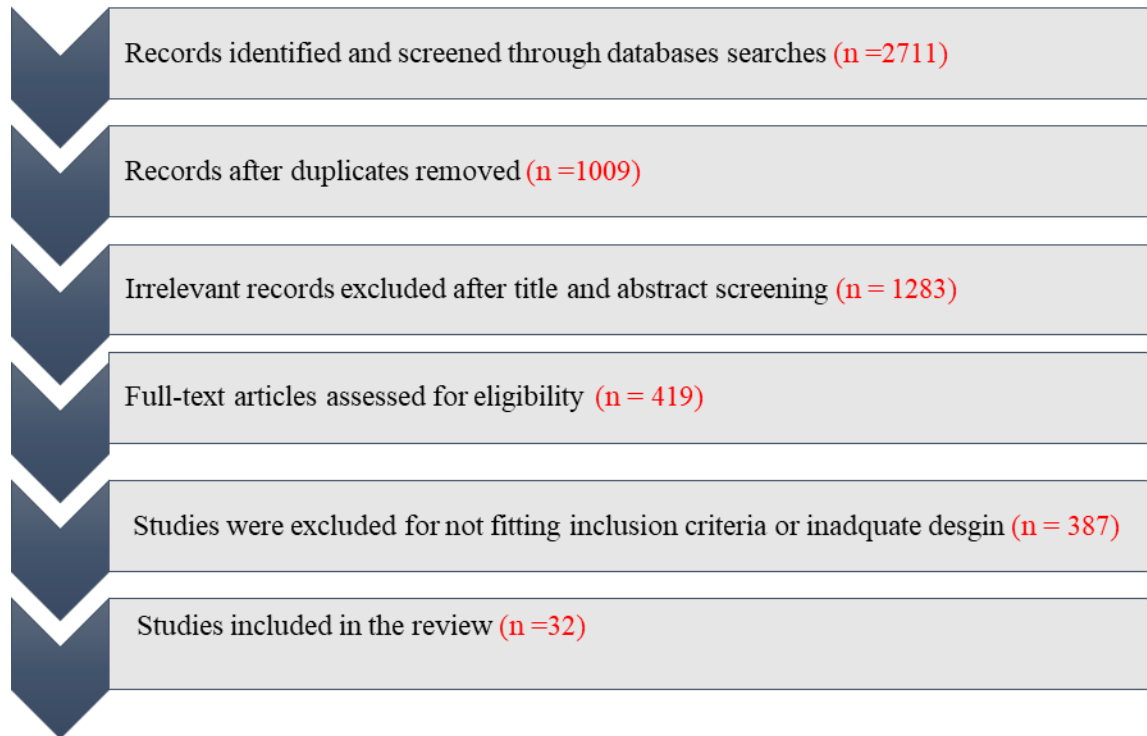 Records identified and screened through databases searches (n =2711)
Records after duplicates removed (n =1009)
Irrelevant records excluded after title and abstract screening (n = 1283)
Full-text articles assessed for eligibility (n = 419)
Studies were excluded for not fitting inclusion criteria or inadquate desgin (n = 387)
Studies included in the review (n =32)